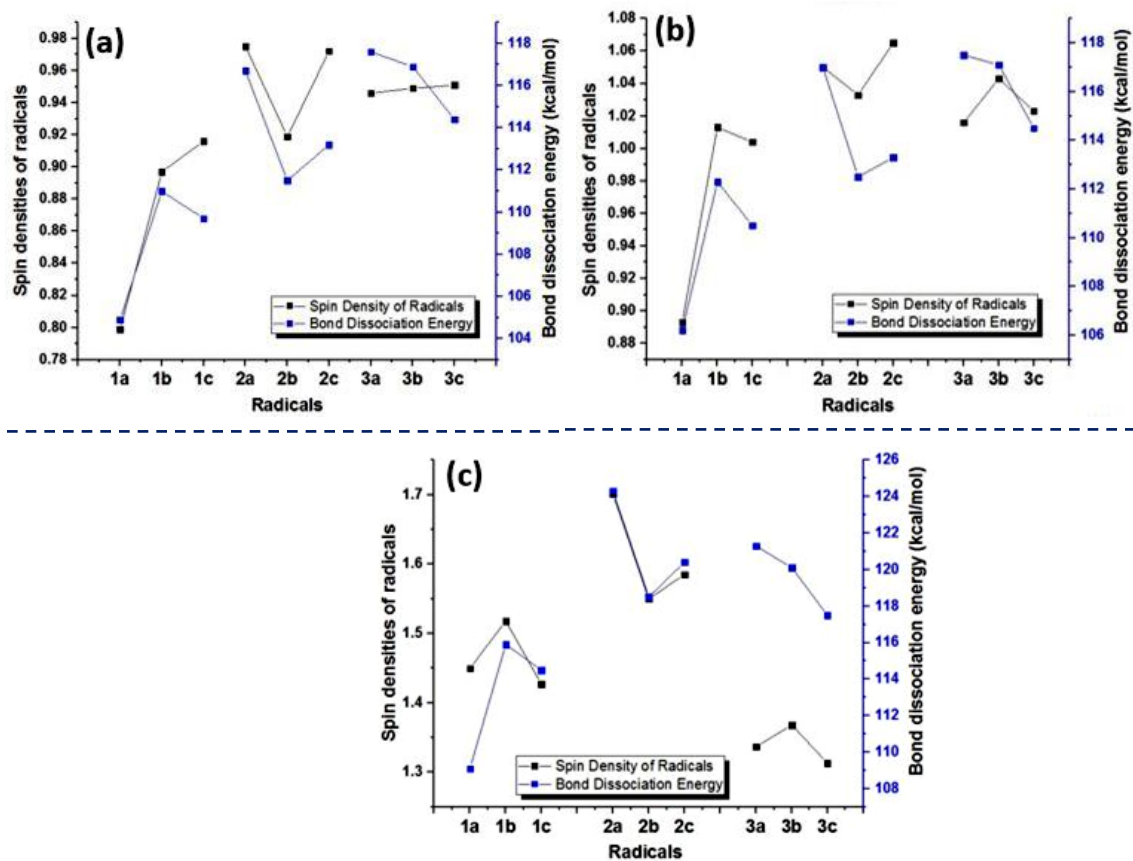 (a)
Spin densities of radicals
0.98
0.96
0.94
0.92
0.90
0.88
0.86
0.84
0.82
0.80
0.78
118
116
114
112
110
108
106
104
Bond dissociation energy (kcal/mol)
Spin Density of Radicals
Bond Dissociation Energy
1a 1b 1c 2a 2b 2c 3a 3b 3c
Radicals
(b)
Spin densities of radicals
1.08
1.06
1.04
1.02
1.00
0.98
0.96
0.94
0.92
0.90
0.88
118
116
114
112
110
108
106
Bond dissociation energy (kcal/mol)
Spin Density of Radicals
Bond Dissociation Energy
1a 1b 1c 2a 2b 2c 3a 3b 3c
Radicals
(c)
Spin densities of radicals
1.7
1.6
1.5
1.4
1.3
126
124
122
120
118
116
114
112
110
108
106
Bond dissociation energy (kcal/mol)
Spin Density of Radicals
Bond Dissociation Energy
1a 1b 1c 2a 2b 2c 3a 3b 3c
Radicals